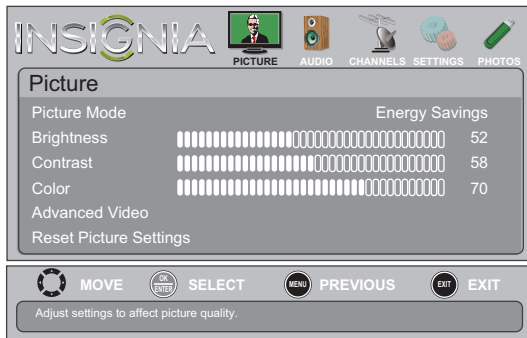 INSIGNIA
PICTURE AUDIO CHANNELS SETTINGS PHOTOS
Picture
Picture Mode Energy Savings
Brightness 52
Contrast 58
Color 70
Advanced Video
Reset Picture Settings
MOVE OK ENTER SELECT MENU PREVIOUS EXIT EXIT
Adjust settings to affect picture quality.